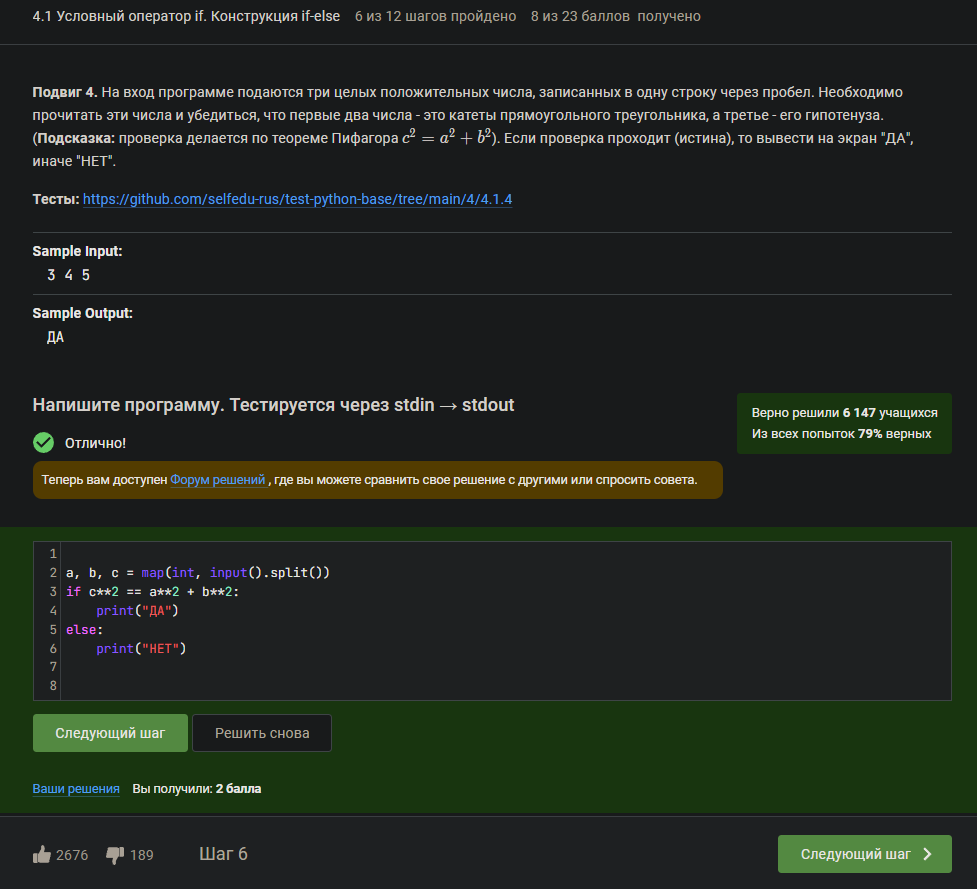 4.1 Условный оператор if. Конструкция if-else 6 из 12 шагов пройдено 8 из 23 баллов получено
Подвиг 4. На вход программе подаются три целых положительных числа, записанных в одну строку через пробел. Необходимо
прочитать эти числа и убедиться, что первые два числа - это катеты прямоугольного треугольника, а третье - его гипотенуза.
(Подсказка: проверка делается по теореме Пифагора c² = a² + b²). Если проверка проходит (истина), то вывести на экран "ДА",
иначе "НЕТ".
Тесты: https://github.com/selfedu-rus/test-python-base/tree/main/4/4.1.4
Sample Input:
3 4 5
Sample Output:
ДА
Напишите программу. Тестируется через stdin → stdout
Верно решили 6 147 учащихся
Из всех попыток 79% верных
Отлично!
Теперь вам доступен Форум решений , где вы можете сравнить свое решение с другими или спросить совета.
1
2 a, b, c = map(int, input().split())
3 if c**2 == a**2 + b**2:
4     print("ДА")
5 else:
6     print("НЕТ")
7
8
Следующий шаг Решить снова
Ваши решения Вы получили: 2 балла
2676 189 Шаг 6 Следующий шаг